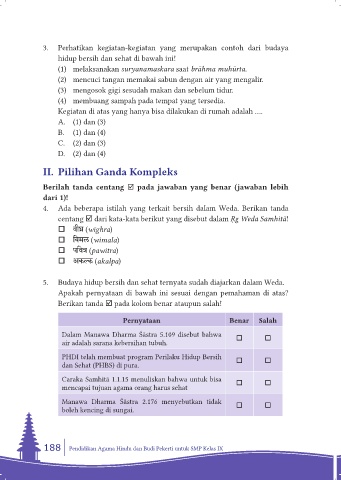 3. Perhatikan kegiatan-kegiatan yang merupakan contoh dari budaya
hidup bersih dan sehat di bawah ini!
(1) melaksanakan suryanamaskara saat brāhma muhūrta.
(2) mencuci tangan memakai sabun dengan air yang mengalir.
(3) mengosok gigi sesudah makan dan sebelum tidur.
(4) membuang sampah pada tempat yang tersedia.
Kegiatan di atas yang hanya bisa dilakukan di rumah adalah ....
A. (1) dan (3)
B. (1) dan (4)
C. (2) dan (3)
D. (2) dan (4)
II. Pilihan Ganda Kompleks
Berilah tanda centang ☑ pada jawaban yang benar (jawaban lebih
dari 1)!
4. Ada beberapa istilah yang terkait bersih dalam Weda. Berikan tanda
centang ☑ dari kata-kata berikut yang disebut dalam Ṛg Weda Saṁhitā!
☐ वीध्र (wighra)
☐ विमल (wimala)
☐ पवित्र (pawitra)
☐ अकल्क (akalpa)
5. Budaya hidup bersih dan sehat ternyata sudah diajarkan dalam Weda.
Apakah pernyataan di bawah ini sesuai dengan pemahaman di atas?
Berikan tanda ☑ pada kolom benar ataupun salah!
Pernyataan Benar Salah
Dalam Manawa Dharma Śāstra 5.109 disebut bahwa
air adalah sarana kebersihan tubuh. ☐ ☐
PHDI telah membuat program Perilaku Hidup Bersih
dan Sehat (PHBS) di pura. ☐ ☐
Caraka Saṁhitā 1.1.15 menuliskan bahwa untuk bisa
mencapai tujuan agama orang harus sehat ☐ ☐
Manawa Dharma Śāstra 2.176 menyebutkan tidak
boleh kencing di sungai. ☐ ☐
188 Pendidikan Agama Hindu dan Budi Pekerti untuk SMP Kelas IX